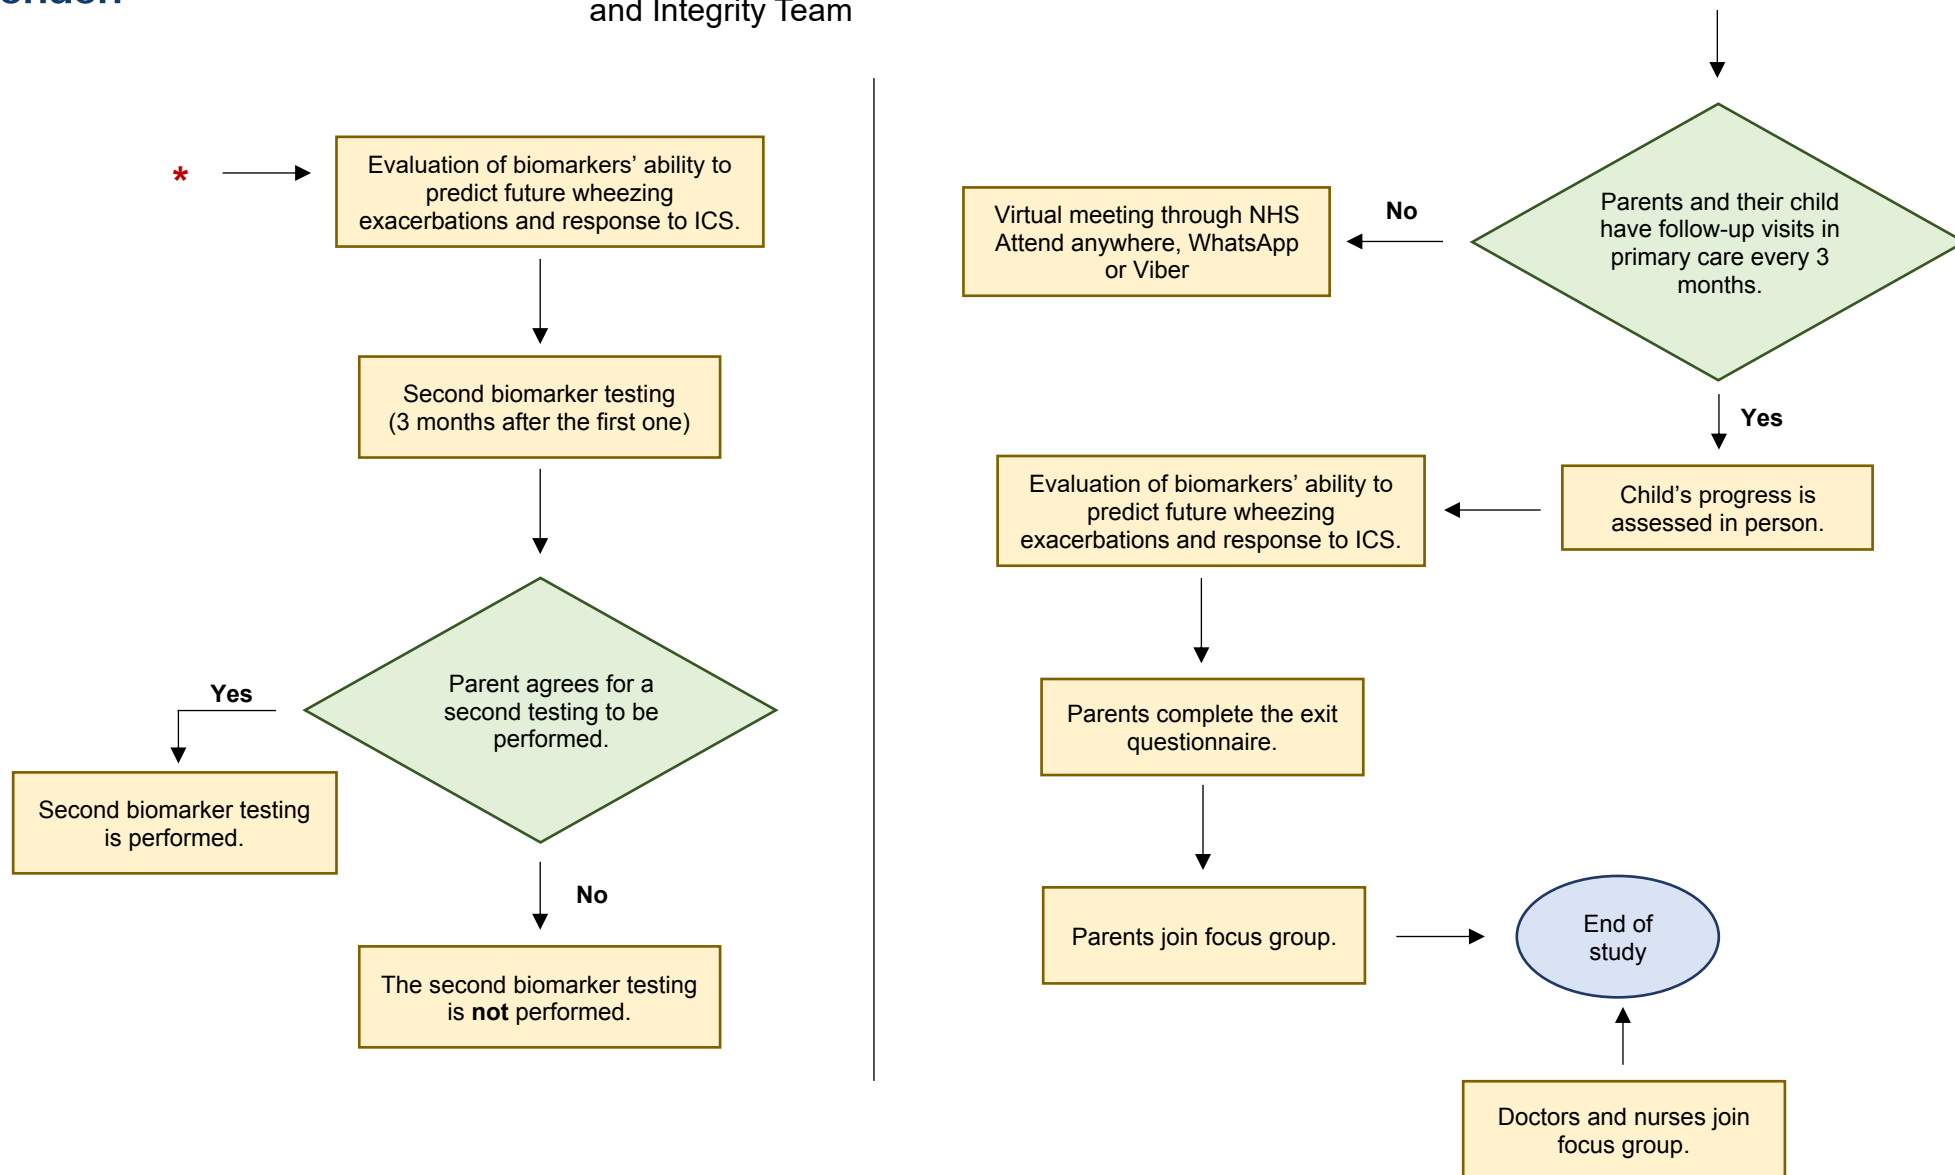 and Integrity Team
*
Evaluation of biomarkers’ ability to
predict future wheezing
exacerbations and response to ICS.
Second biomarker testing
(3 months after the first one)
Parent agrees for a
second testing to be
performed.
Yes
Second biomarker testing
is performed.
No
The second biomarker testing
is not performed.
Parents and their child
have follow-up visits in
primary care every 3
months.
No
Virtual meeting through NHS
Attend anywhere, WhatsApp
or Viber
Yes
Child’s progress is
assessed in person.
Evaluation of biomarkers’ ability to
predict future wheezing
exacerbations and response to ICS.
Parents complete the exit
questionnaire.
Parents join focus group.
End of
study
Doctors and nurses join
focus group.